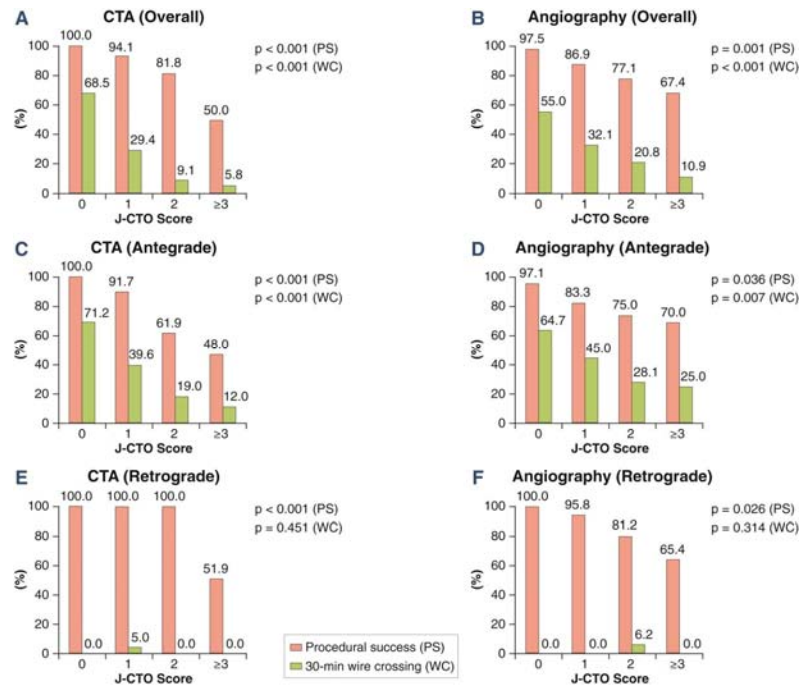 A
CTA (Overall)
p < 0.001 (PS)
p < 0.001 (WC)
(%)
100
80
60
40
20
0
100.0
68.5
94.1
29.4
81.8
9.1
50.0
5.8
0 1 2 ≥3
J-CTO Score
B
Angiography (Overall)
p = 0.001 (PS)
p < 0.001 (WC)
(%)
100
80
60
40
20
0
97.5
55.0
86.9
32.1
77.1
20.8
67.4
10.9
0 1 2 ≥3
J-CTO Score
C
CTA (Antegrade)
p < 0.001 (PS)
p < 0.001 (WC)
(%)
100
80
60
40
20
0
100.0
71.2
91.7
39.6
61.9
19.0
48.0
12.0
0 1 2 ≥3
J-CTO Score
D
Angiography (Antegrade)
p = 0.036 (PS)
p = 0.007 (WC)
(%)
100
80
60
40
20
0
97.1
64.7
83.3
45.0
75.0
28.1
70.0
25.0
0 1 2 ≥3
J-CTO Score
E
CTA (Retrograde)
p < 0.001 (PS)
p = 0.451 (WC)
(%)
100
80
60
40
20
0
100.0
0.0
100.0
5.0
100.0
0.0
51.9
0.0
0 1 2 ≥3
J-CTO Score
F
Angiography (Retrograde)
p = 0.026 (PS)
p = 0.314 (WC)
(%)
100
80
60
40
20
0
100.0
0.0
95.8
0.0
81.2
6.2
65.4
0.0
0 1 2 ≥3
J-CTO Score
Procedural success (PS)
30-min wire crossing (WC)